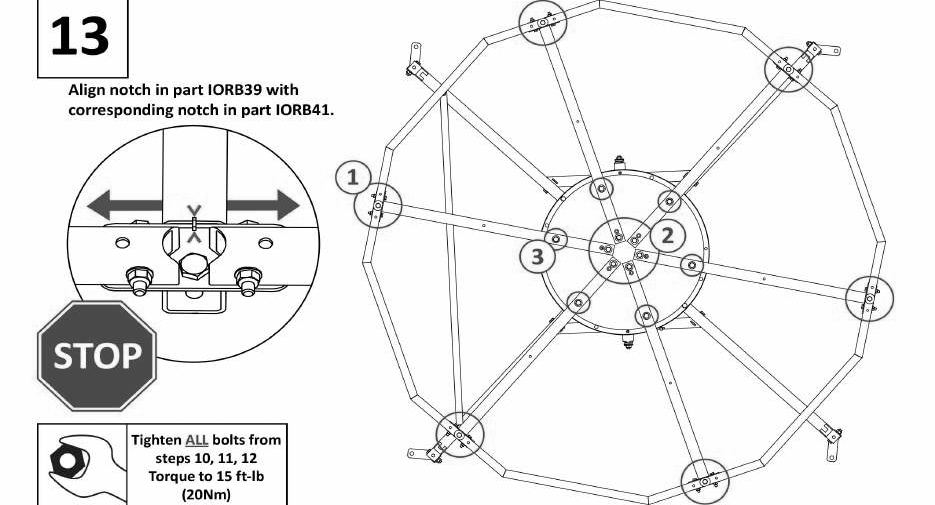 13
Align notch in part IORB39 with
corresponding notch in part IORB41.
STOP
Tighten ALL bolts from
steps 10, 11, 12
Torque to 15 ft-lb
(20Nm)
1
2
3